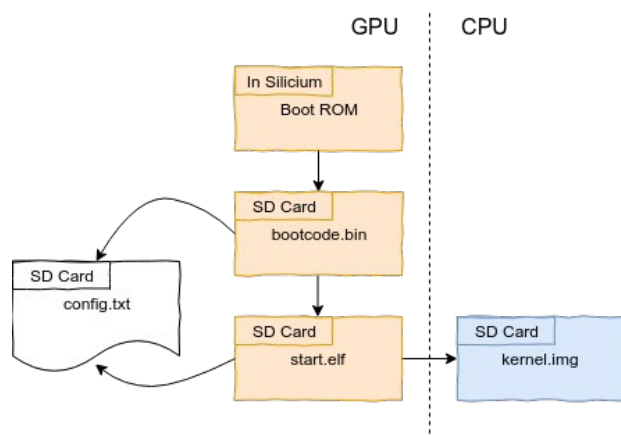 GPU
CPU
In Silicium
Boot ROM
SD Card
bootcode.bin
SD Card
config.txt
SD Card
start.elf
SD Card
kernel.img